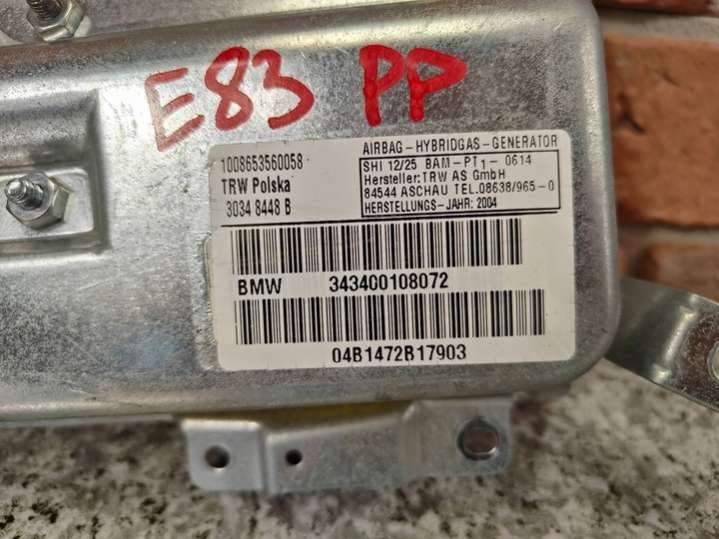 E83 PP
1008653560058
TRW Polska
3034 8448 B
AIRBAG-HYBRIDGAS-GENERATOR
SHI 12/25 BAM-PT1-0614
Hersteller:TRW AS GmbH
84544 ASCHAU TEL.08638/965-0
HERSTELLUNGS-JAHR: 2004
BMW 343400108072
04B1472B17903